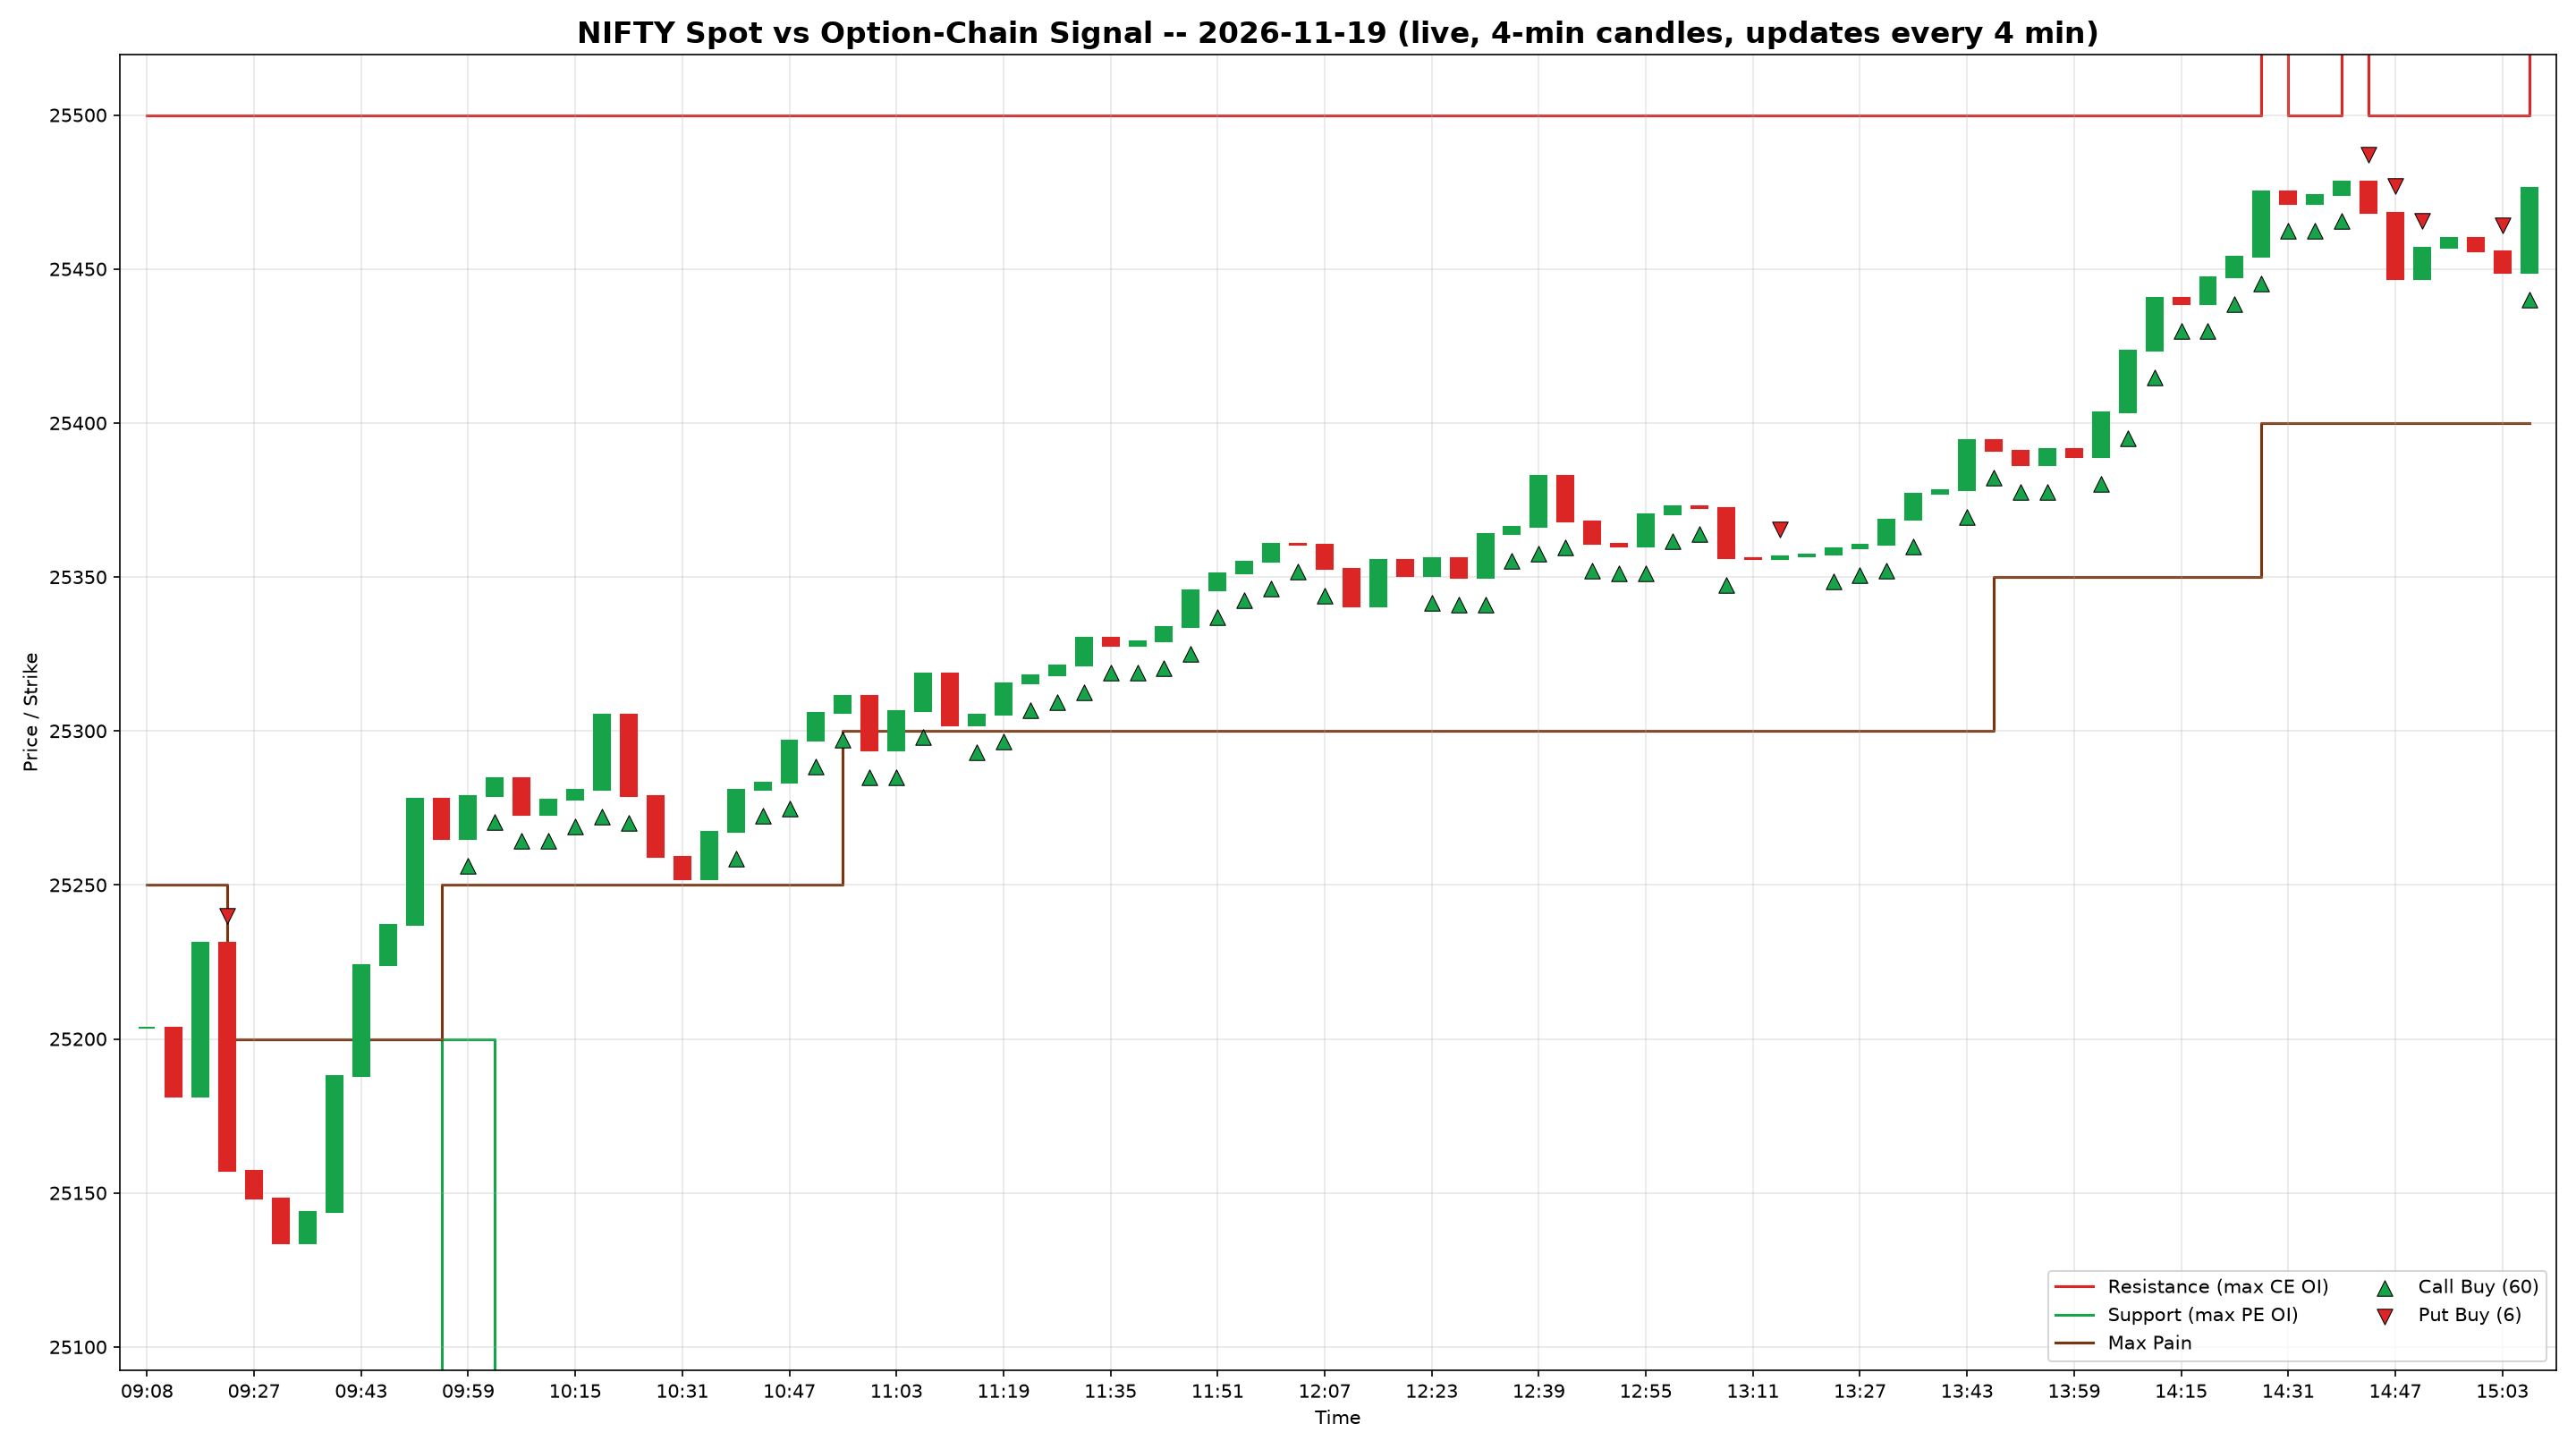 NIFTY Spot vs Option-Chain Signal -- 2026-11-19 (live, 4-min candles, updates every 4 min)
25500
25450
25400
25350
25300
25250
25200
25150
25100
Price / Strike
09:08 09:27 09:43 09:59 10:15 10:31 10:47 11:03 11:19 11:35 11:51 12:07 12:23 12:39 12:55 13:11 13:27 13:43 13:59 14:15 14:31 14:47 15:03
Time
Resistance (max CE OI)
Support (max PE OI)
Max Pain
Call Buy (60)
Put Buy (6)